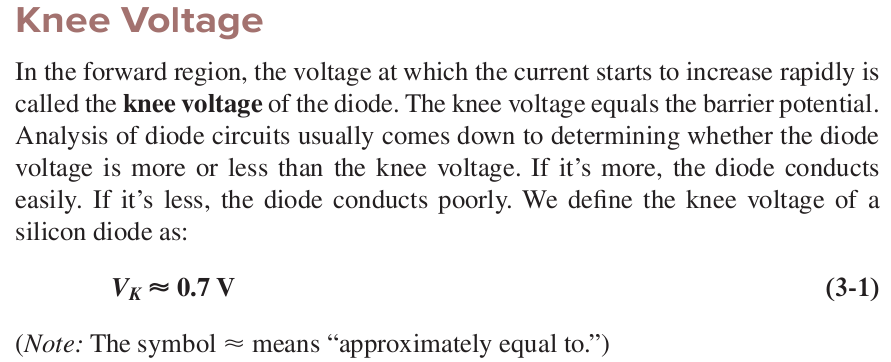 Knee Voltage
In the forward region, the voltage at which the current starts to increase rapidly is
called the knee voltage of the diode. The knee voltage equals the barrier potential.
Analysis of diode circuits usually comes down to determining whether the diode
voltage is more or less than the knee voltage. If it’s more, the diode conducts
easily. If it’s less, the diode conducts poorly. We define the knee voltage of a
silicon diode as:
V_K ≈ 0.7 V (3-1)
(Note: The symbol ≈ means “approximately equal to.”)